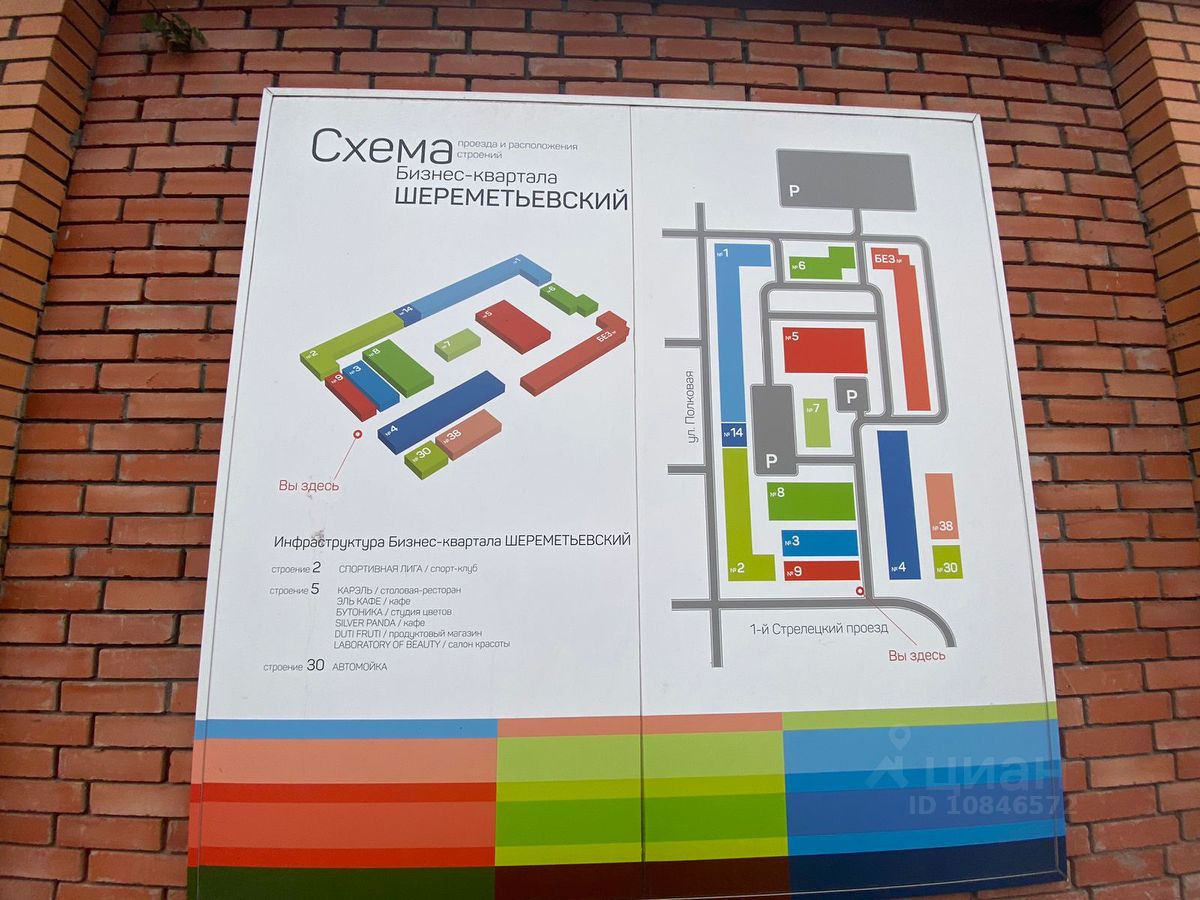 Схема
проезда и расположения
строений
Бизнес-квартала
ШЕРЕМЕТЬЕВСКИЙ
№1
№14
№6
№2
№5
№8
№7
БЕЗ №
№9
№3
№4
№38
№30
Вы здесь
Инфраструктура Бизнес-квартала ШЕРЕМЕТЬЕВСКИЙ
строение 2 СПОРТИВНАЯ ЛИГА / спорт-клуб
строение 5 КАРЭЛЬ / столовая-ресторан
ЭЛЬ КАФЕ / кафе
БУТОНИКА / студия цветов
SILVER PANDA / кафе
DUTI FRUTI / продуктовый магазин
LABORATORY OF BEAUTY / салон красоты
строение 30 АВТОМОЙКА
P
№1
№6
БЕЗ №
№5
ул. Полковая
P
№7
№14
P
№8
№38
№3
№2
№9
№4
№30
1-й Стрелецкий проезд
Вы здесь
циан
ID 10846572